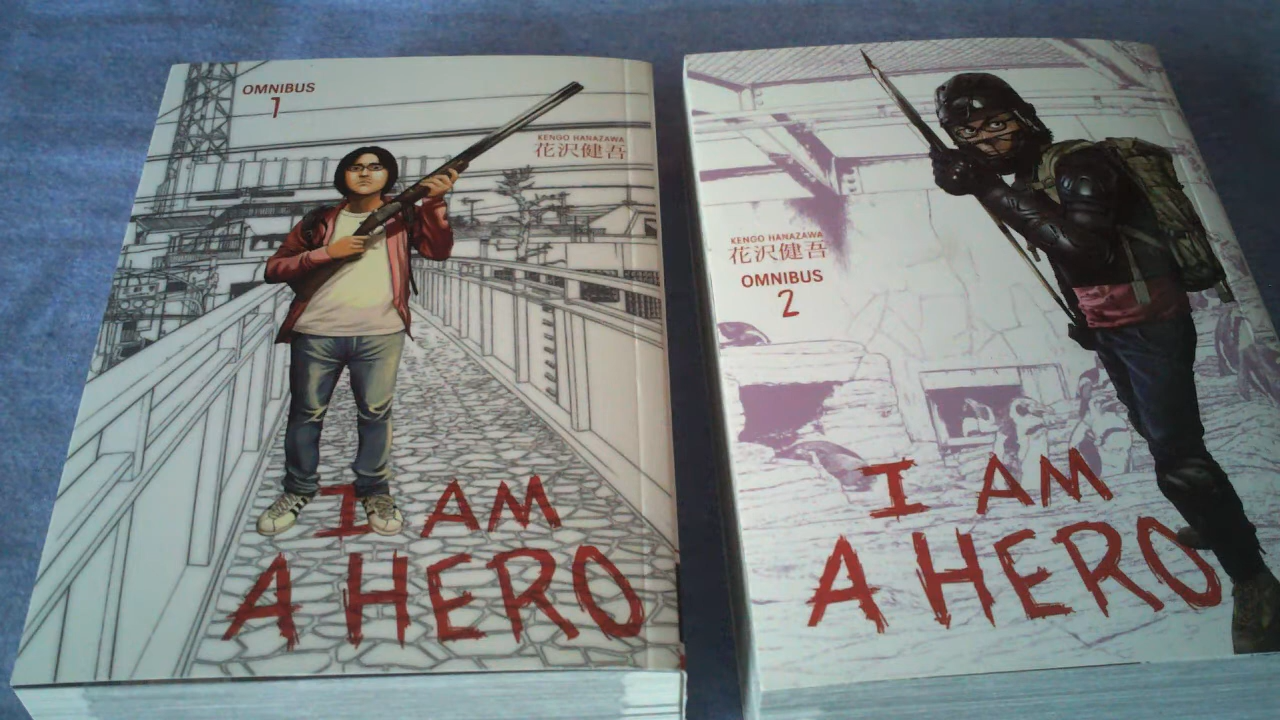 OMNIBUS
1
KENGO HANAZAWA
花沢健吾
I AM
A HERO
KENGO HANAZAWA
花沢健吾
OMNIBUS
2
I AM
A HERO